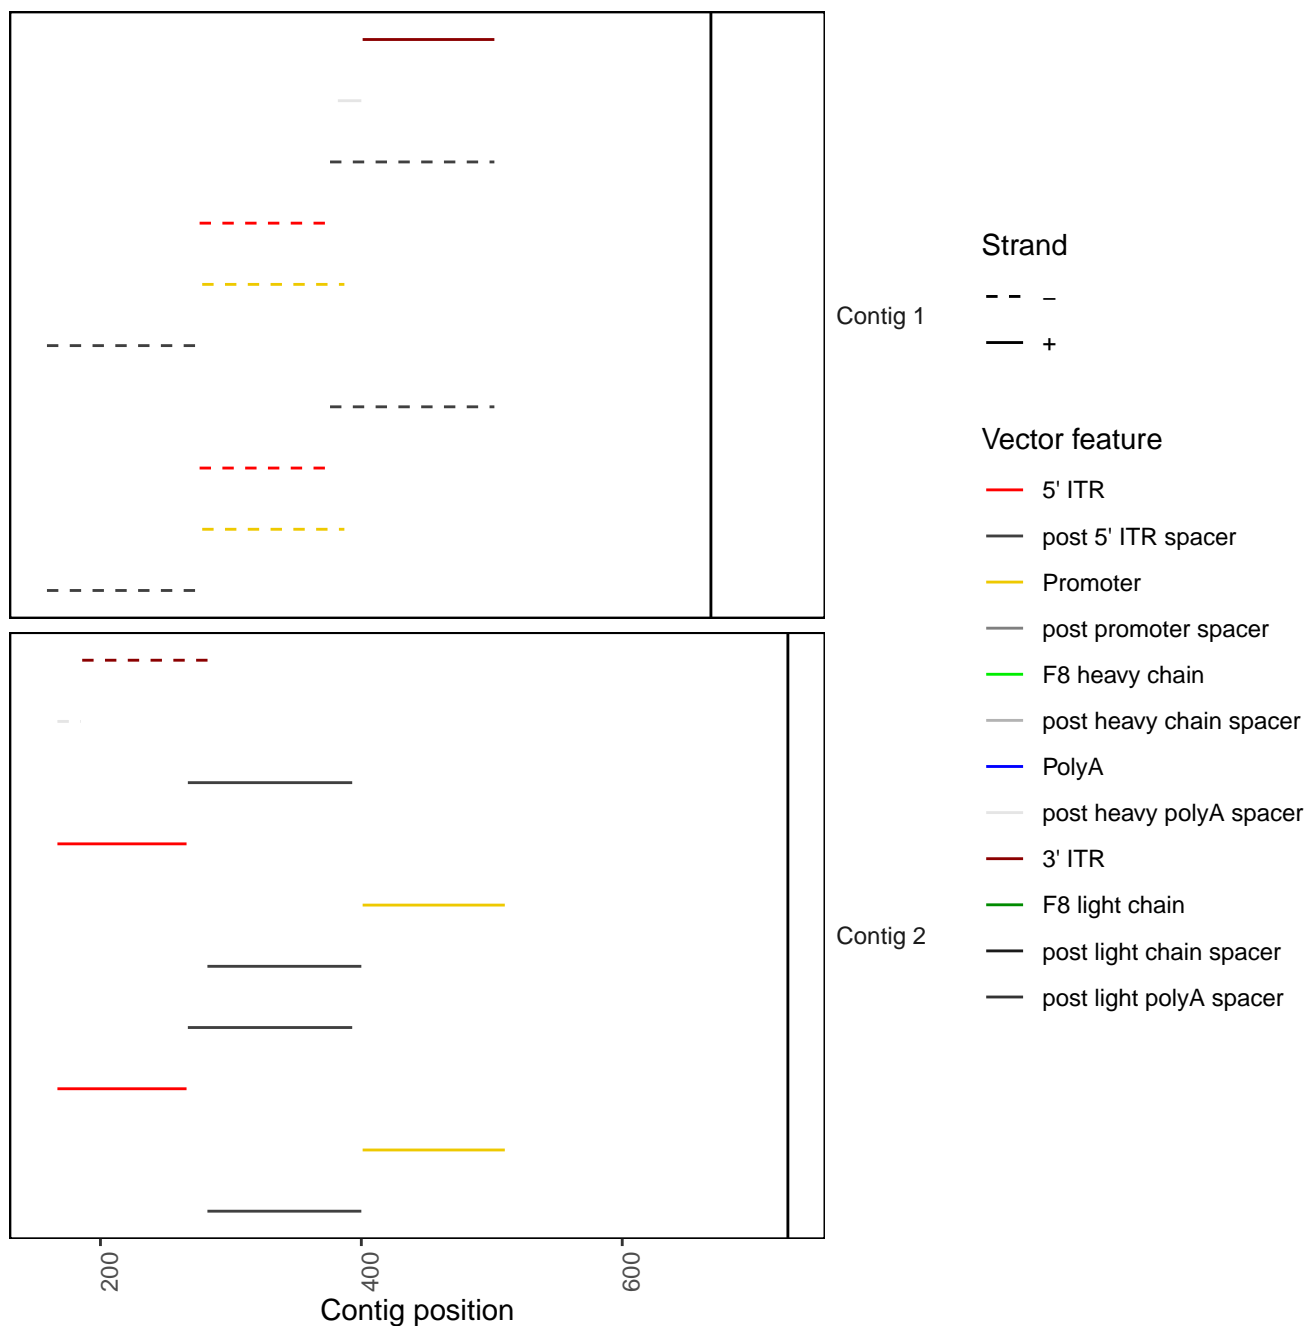 Contig 1
Contig 2
200
400
600
Contig position
Strand
−
+
Vector feature
5' ITR
post 5' ITR spacer
Promoter
post promoter spacer
F8 heavy chain
post heavy chain spacer
PolyA
post heavy polyA spacer
3' ITR
F8 light chain
post light chain spacer
post light polyA spacer